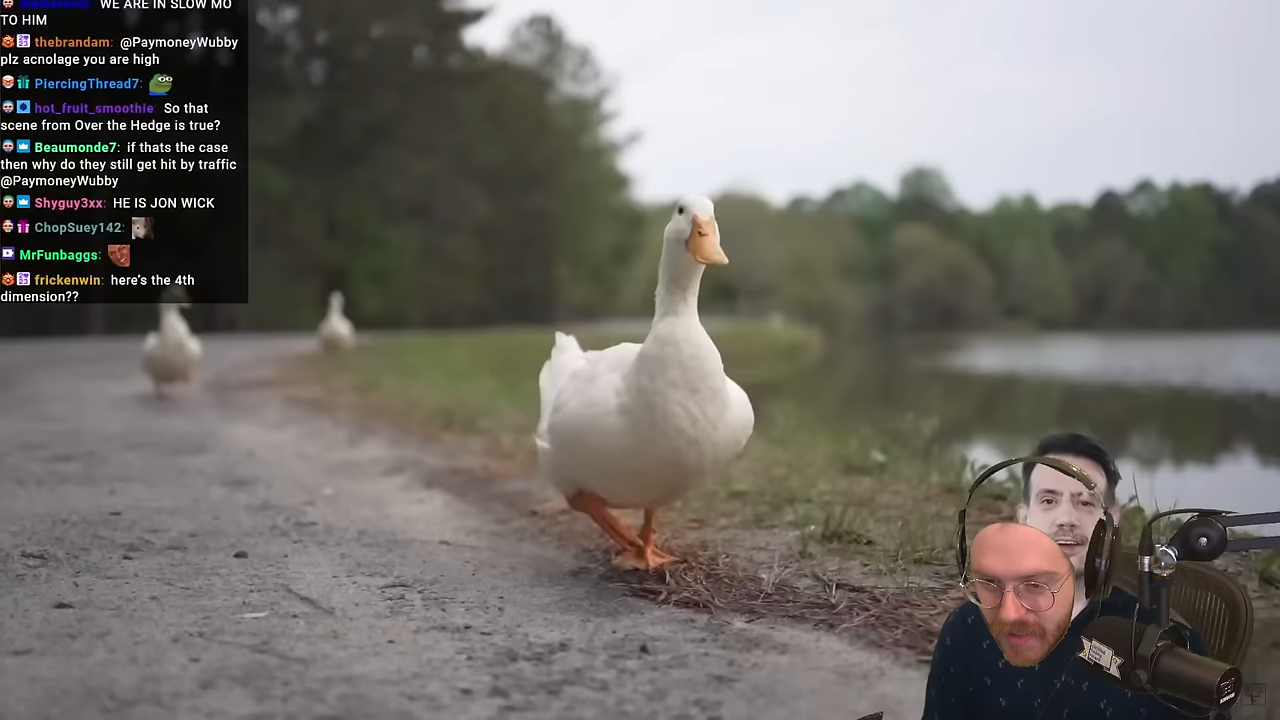 WE ARE IN SLOW MO
TO HIM
thebrandam: @PaymoneyWubby
plz acnolage you are high
PiercingThread7:
hot_fruit_smoothie: So that
scene from Over the Hedge is true?
Beaumonde7: if thats the case
then why do they still get hit by traffic
@PaymoneyWubby
Shyguy3xx: HE IS JON WICK
ChopSuey142:
MrFunbaggs:
frickenwin: here's the 4th
dimension??